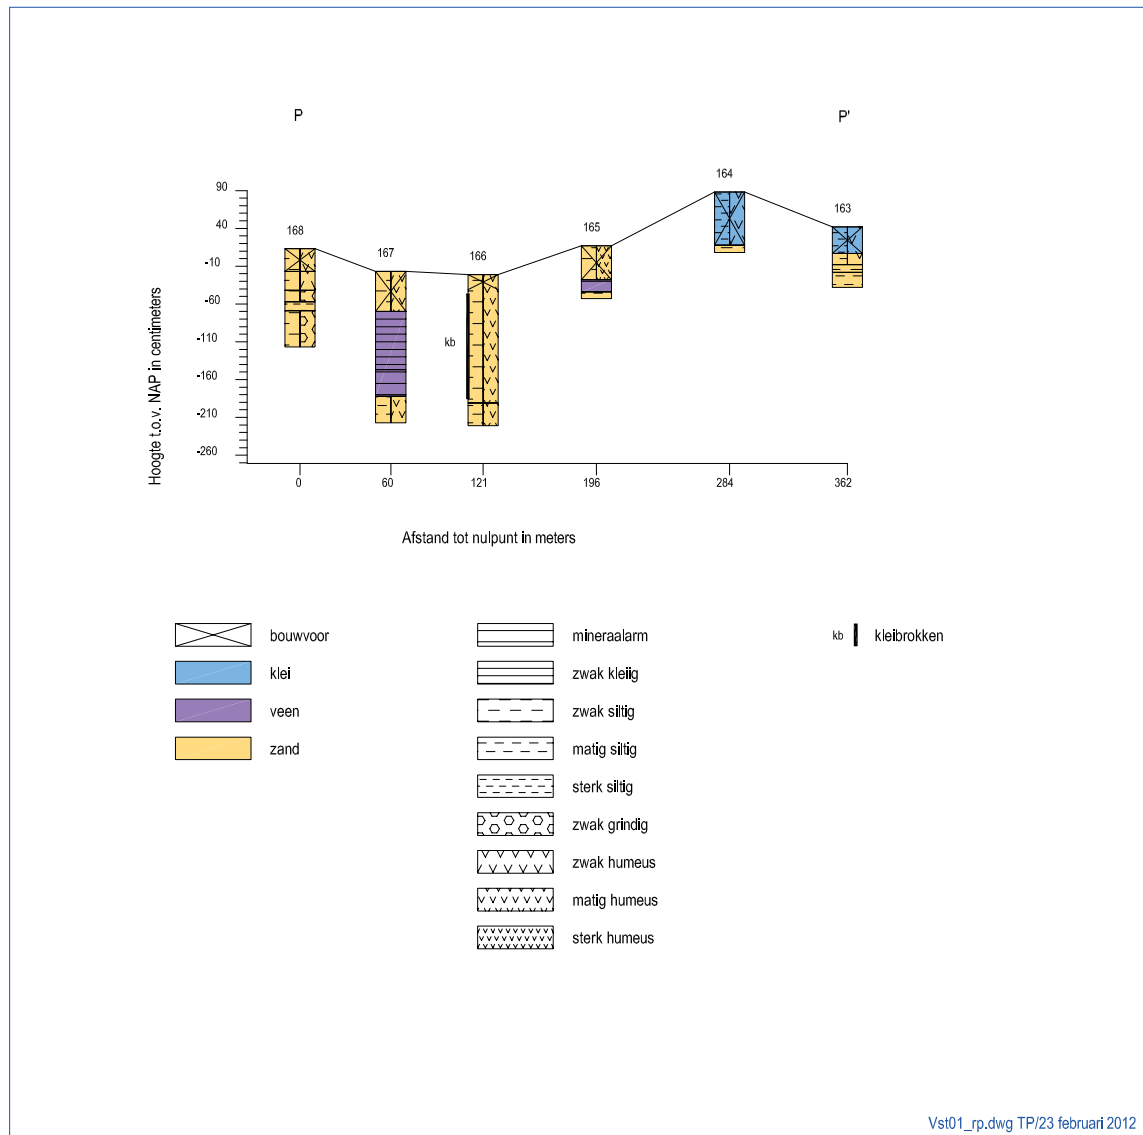 P P'
164
90
163
40
168 165
167 166
-10
-60
kb
-110
-160
-210
-260
Hoogte t.o.v. NAP in centimeters
0 60 121 196 284 362
Afstand tot nulpunt in meters
bouwvoor mineraalarm kb kleibrokken
klei zwak kleiig
veen zwak siltig
zand matig siltig
sterk siltig
zwak grindig
zwak humeus
matig humeus
sterk humeus
Vst01_rp.dwg TP/23 februari 2012